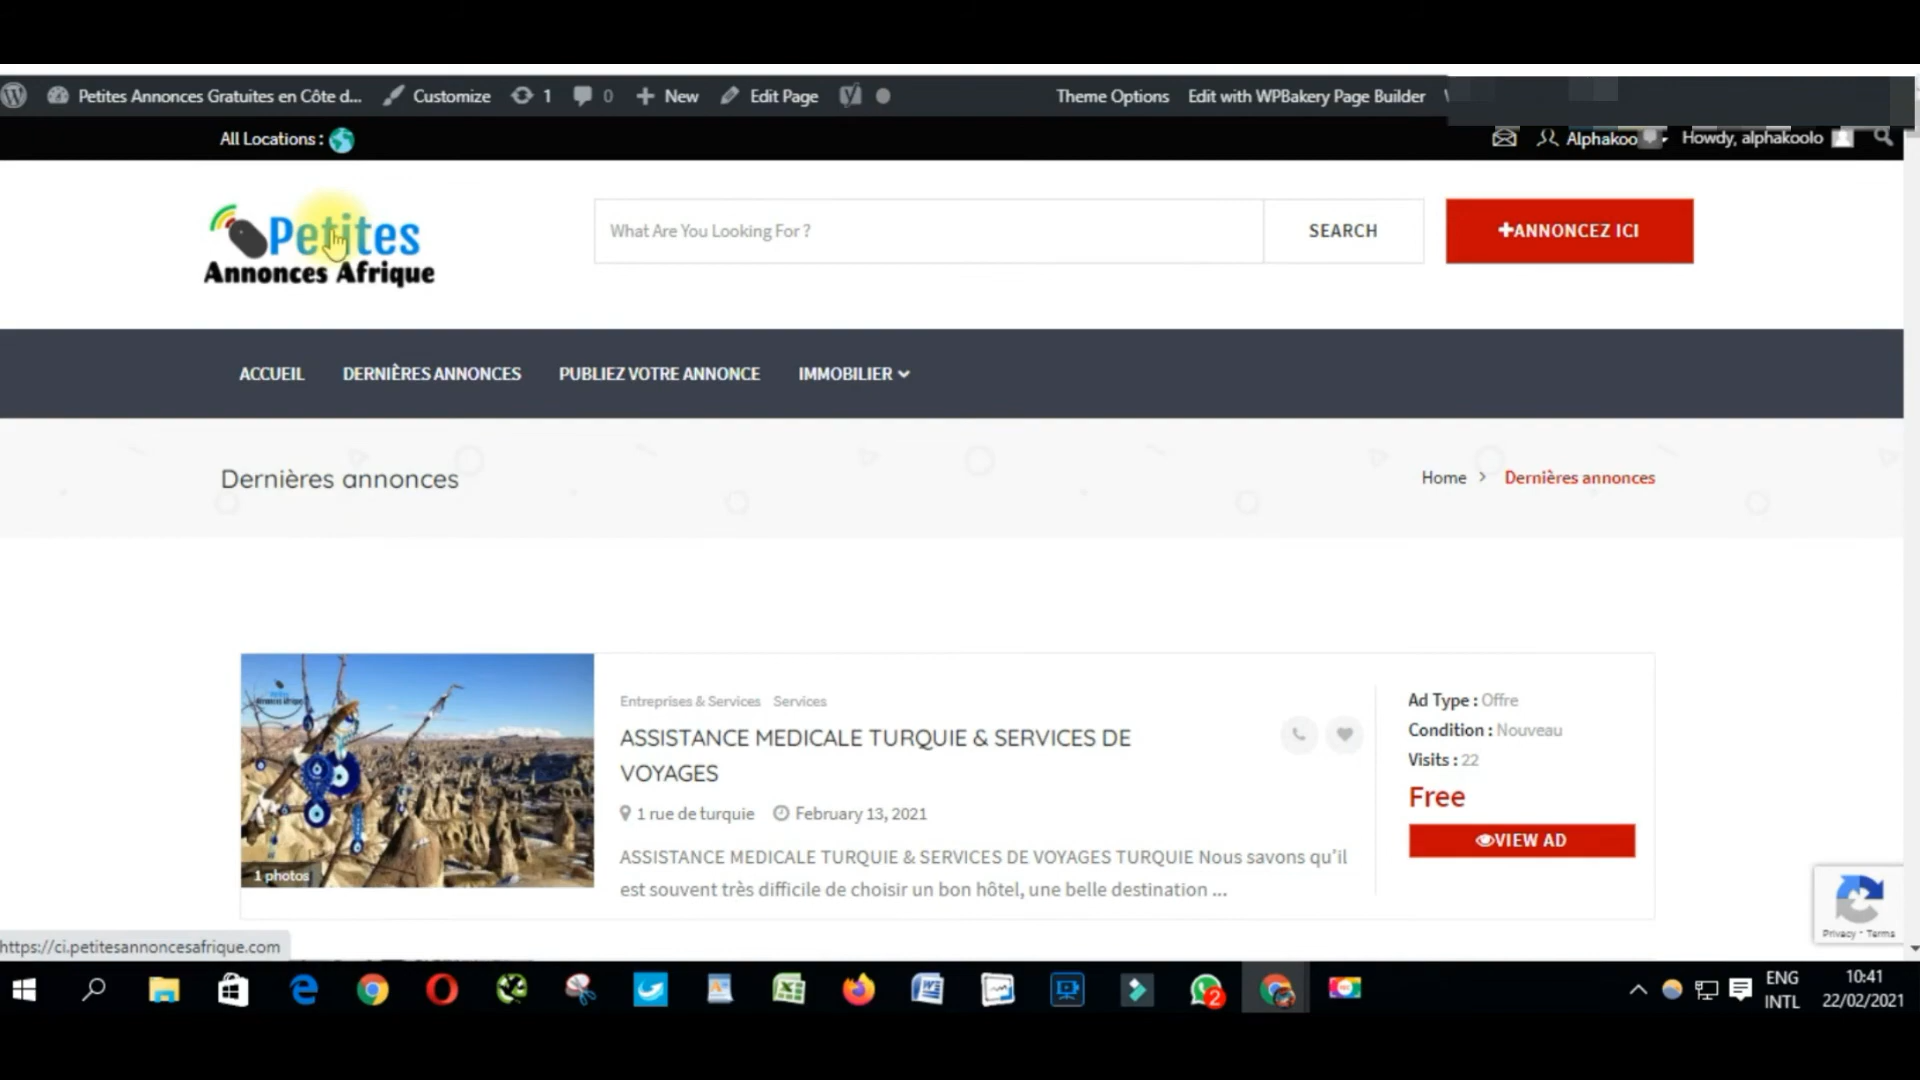 Petites Annonces Gratuites en Côte d... Customize 1 0 New Edit Page Theme Options Edit with WPBakery Page Builder
All Locations : Alphakoo Howdy, alphakoolo
Petites
Annonces Afrique
What Are You Looking For ? SEARCH +ANNONCEZ ICI
ACCUEIL DERNIÈRES ANNONCES PUBLIEZ VOTRE ANNONCE IMMOBILIER
Dernières annonces Home > Dernières annonces
Entreprises & Services Services
ASSISTANCE MEDICALE TURQUIE & SERVICES DE
VOYAGES
1 rue de turquie February 13, 2021
ASSISTANCE MEDICALE TURQUIE & SERVICES DE VOYAGES TURQUIE Nous savons qu'il
est souvent très difficile de choisir un bon hôtel, une belle destination ...
Ad Type : Offre
Condition : Nouveau
Visits : 22
Free
VIEW AD
Petites
Annonces Afrique
1 photos
Privacy - Terms
https://ci.petitesannoncesafrique.com
2
ENG
INTL
10:41
22/02/2021